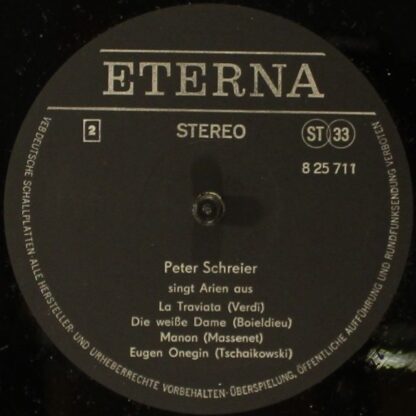 ETERNA
2
STEREO
ST 33
8 25 711
Peter Schreier
singt Arien aus
La Traviata (Verdi)
Die weiße Dame (Boieldieu)
Manon (Massenet)
Eugen Onegin (Tschaikowski)
VEB DEUTSCHE SCHALLPLATTEN · ALLE HERSTELLER- UND URHEBERRECHTE VORBEHALTEN · ÜBERSPIELUNG, ÖFFENTLICHE AUFFÜHRUNG UND RUNDFUNKSENDUNG VERBOTEN